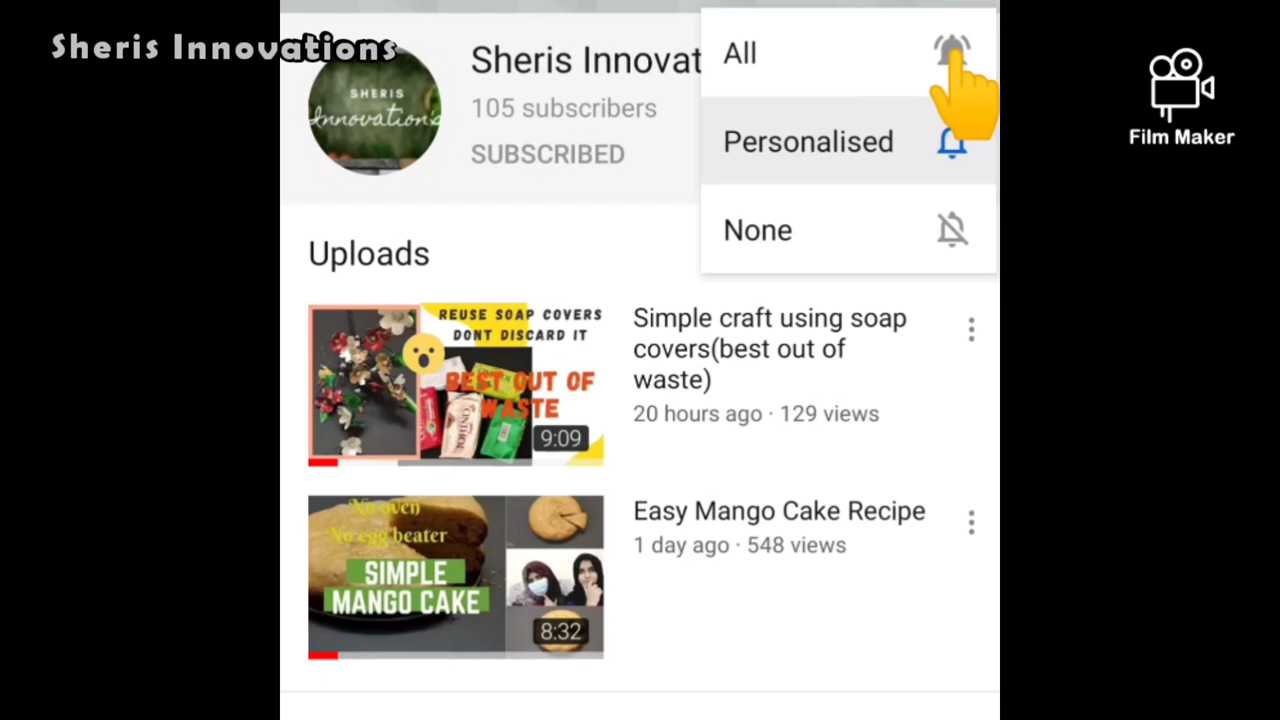 Sheris Innovations
SHERIS
Innovation's
Sheris Innovat
105 subscribers
SUBSCRIBED
All
Personalised
None
Film Maker
Uploads
REUSE SOAP COVERS
DONT DISCARD IT
BEST OUT OF
WASTE
9:09
Simple craft using soap
covers(best out of
waste)
20 hours ago · 129 views
No oven
No egg beater
SIMPLE
MANGO CAKE
8:32
Easy Mango Cake Recipe
1 day ago · 548 views